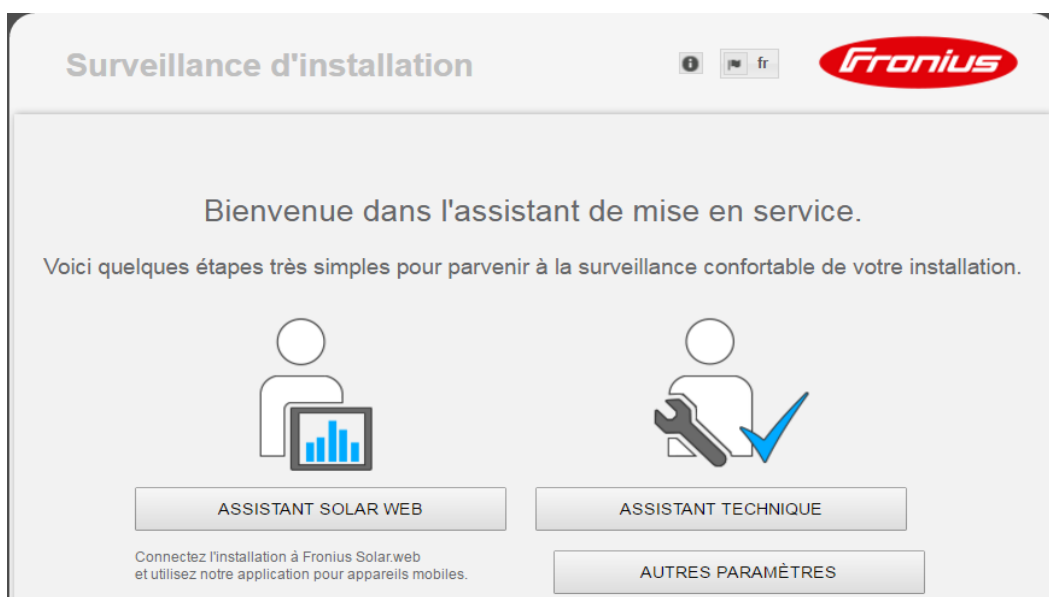 Surveillance d'installation
fr
Fronius
Bienvenue dans l'assistant de mise en service.
Voici quelques étapes très simples pour parvenir à la surveillance confortable de votre installation.
ASSISTANT SOLAR WEB
ASSISTANT TECHNIQUE
Connectez l'installation à Fronius Solar.web
et utilisez notre application pour appareils mobiles.
AUTRES PARAMÈTRES